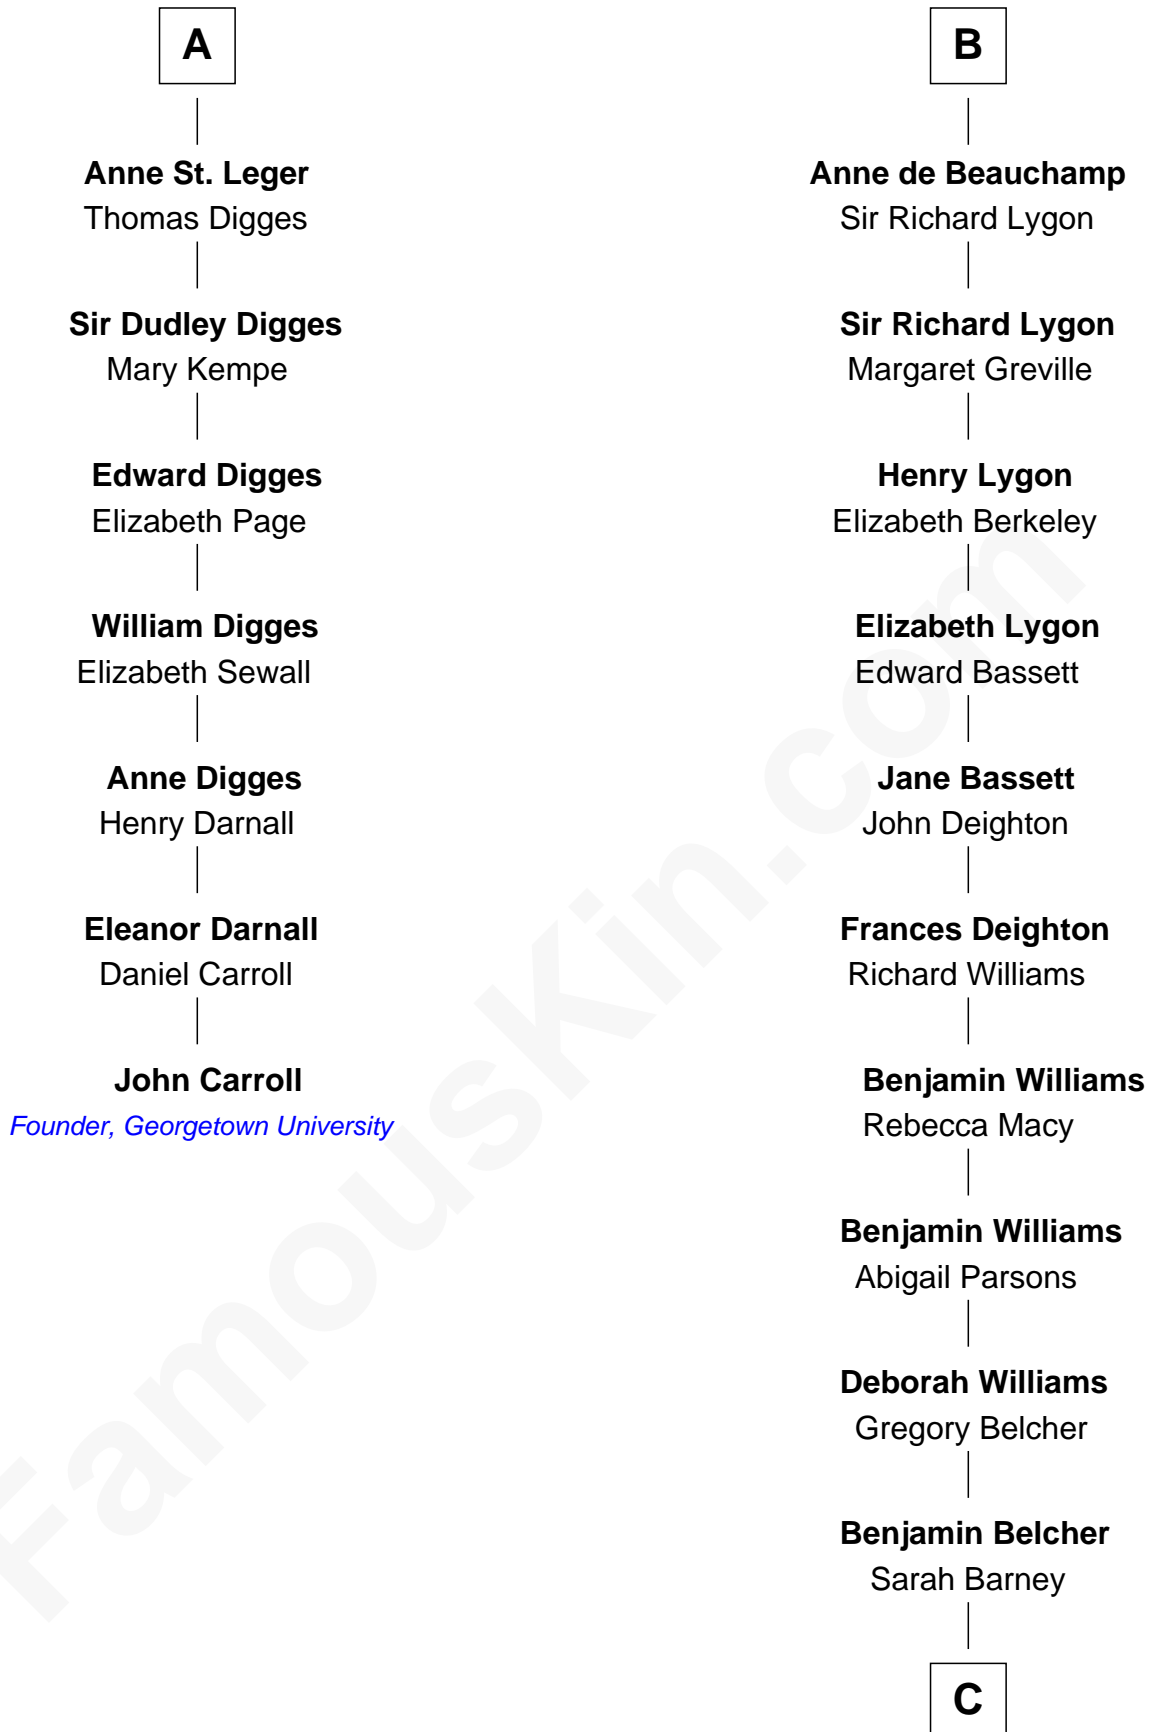 A
Anne St. Leger
Thomas Digges
Sir Dudley Digges
Mary Kempe
Edward Digges
Elizabeth Page
William Digges
Elizabeth Sewall
Anne Digges
Henry Darnall
Eleanor Darnall
Daniel Carroll
John Carroll
Founder, Georgetown University
B
Anne de Beauchamp
Sir Richard Lygon
Sir Richard Lygon
Margaret Greville
Henry Lygon
Elizabeth Berkeley
Elizabeth Lygon
Edward Bassett
Jane Bassett
John Deighton
Frances Deighton
Richard Williams
Benjamin Williams
Rebecca Macy
Benjamin Williams
Abigail Parsons
Deborah Williams
Gregory Belcher
Benjamin Belcher
Sarah Barney
C
FamousKin.com